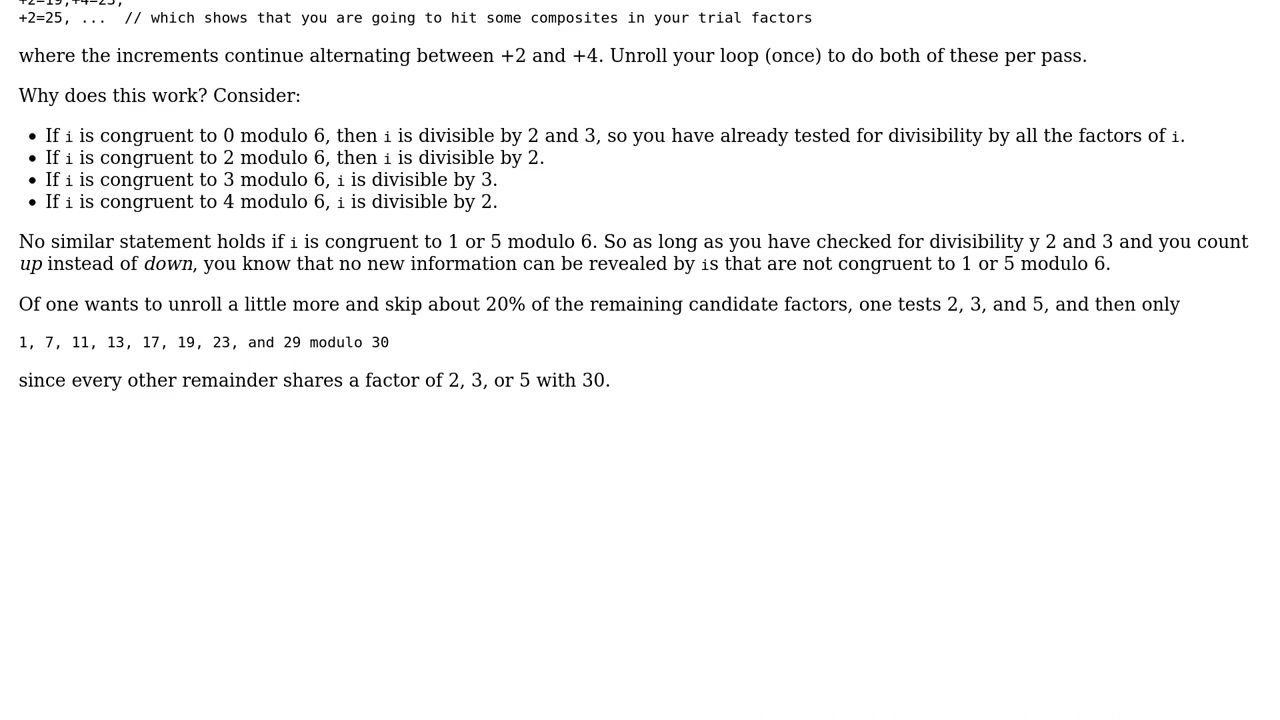 +2=19,+4=23,
+2=25, ...  // which shows that you are going to hit some composites in your trial factors
where the increments continue alternating between +2 and +4. Unroll your loop (once) to do both of these per pass.
Why does this work? Consider:
• If i is congruent to 0 modulo 6, then i is divisible by 2 and 3, so you have already tested for divisibility by all the factors of i.
• If i is congruent to 2 modulo 6, then i is divisible by 2.
• If i is congruent to 3 modulo 6, i is divisible by 3.
• If i is congruent to 4 modulo 6, i is divisible by 2.
No similar statement holds if i is congruent to 1 or 5 modulo 6. So as long as you have checked for divisibility y 2 and 3 and you count
up instead of down, you know that no new information can be revealed by is that are not congruent to 1 or 5 modulo 6.
Of one wants to unroll a little more and skip about 20% of the remaining candidate factors, one tests 2, 3, and 5, and then only
1, 7, 11, 13, 17, 19, 23, and 29 modulo 30
since every other remainder shares a factor of 2, 3, or 5 with 30.